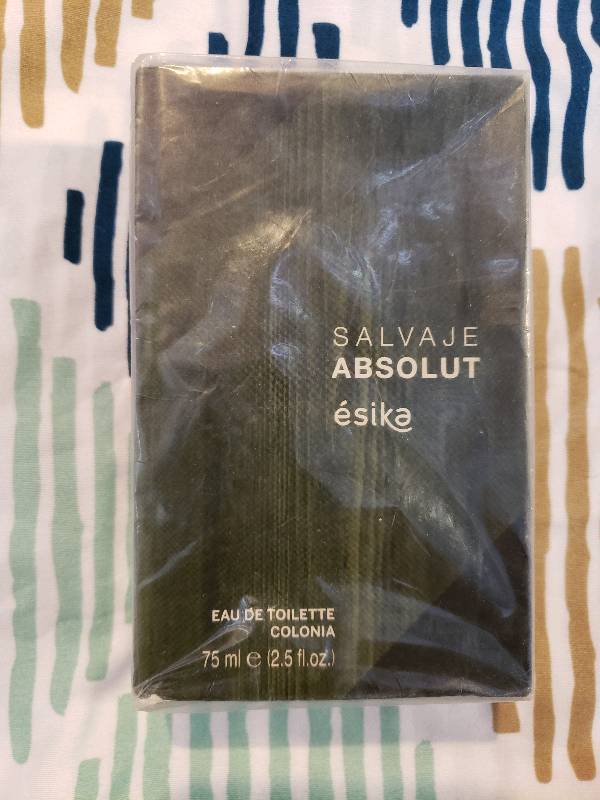 SALVAJE
ABSOLUT
ésika
EAU DE TOILETTE
COLONIA
75 ml ℮ (2.5 fl.oz.)